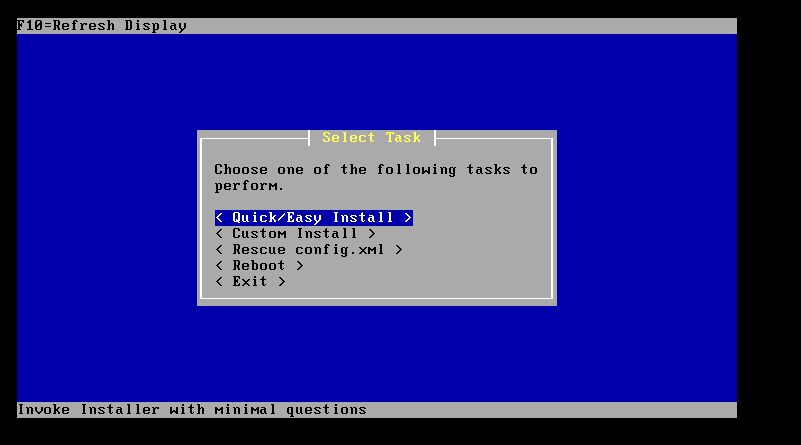 F10=Refresh Display
Select Task
Choose one of the following tasks to
perform.
< Quick/Easy Install >
< Custom Install >
< Rescue config.xml >
< Reboot >
< Exit >
Invoke Installer with minimal questions